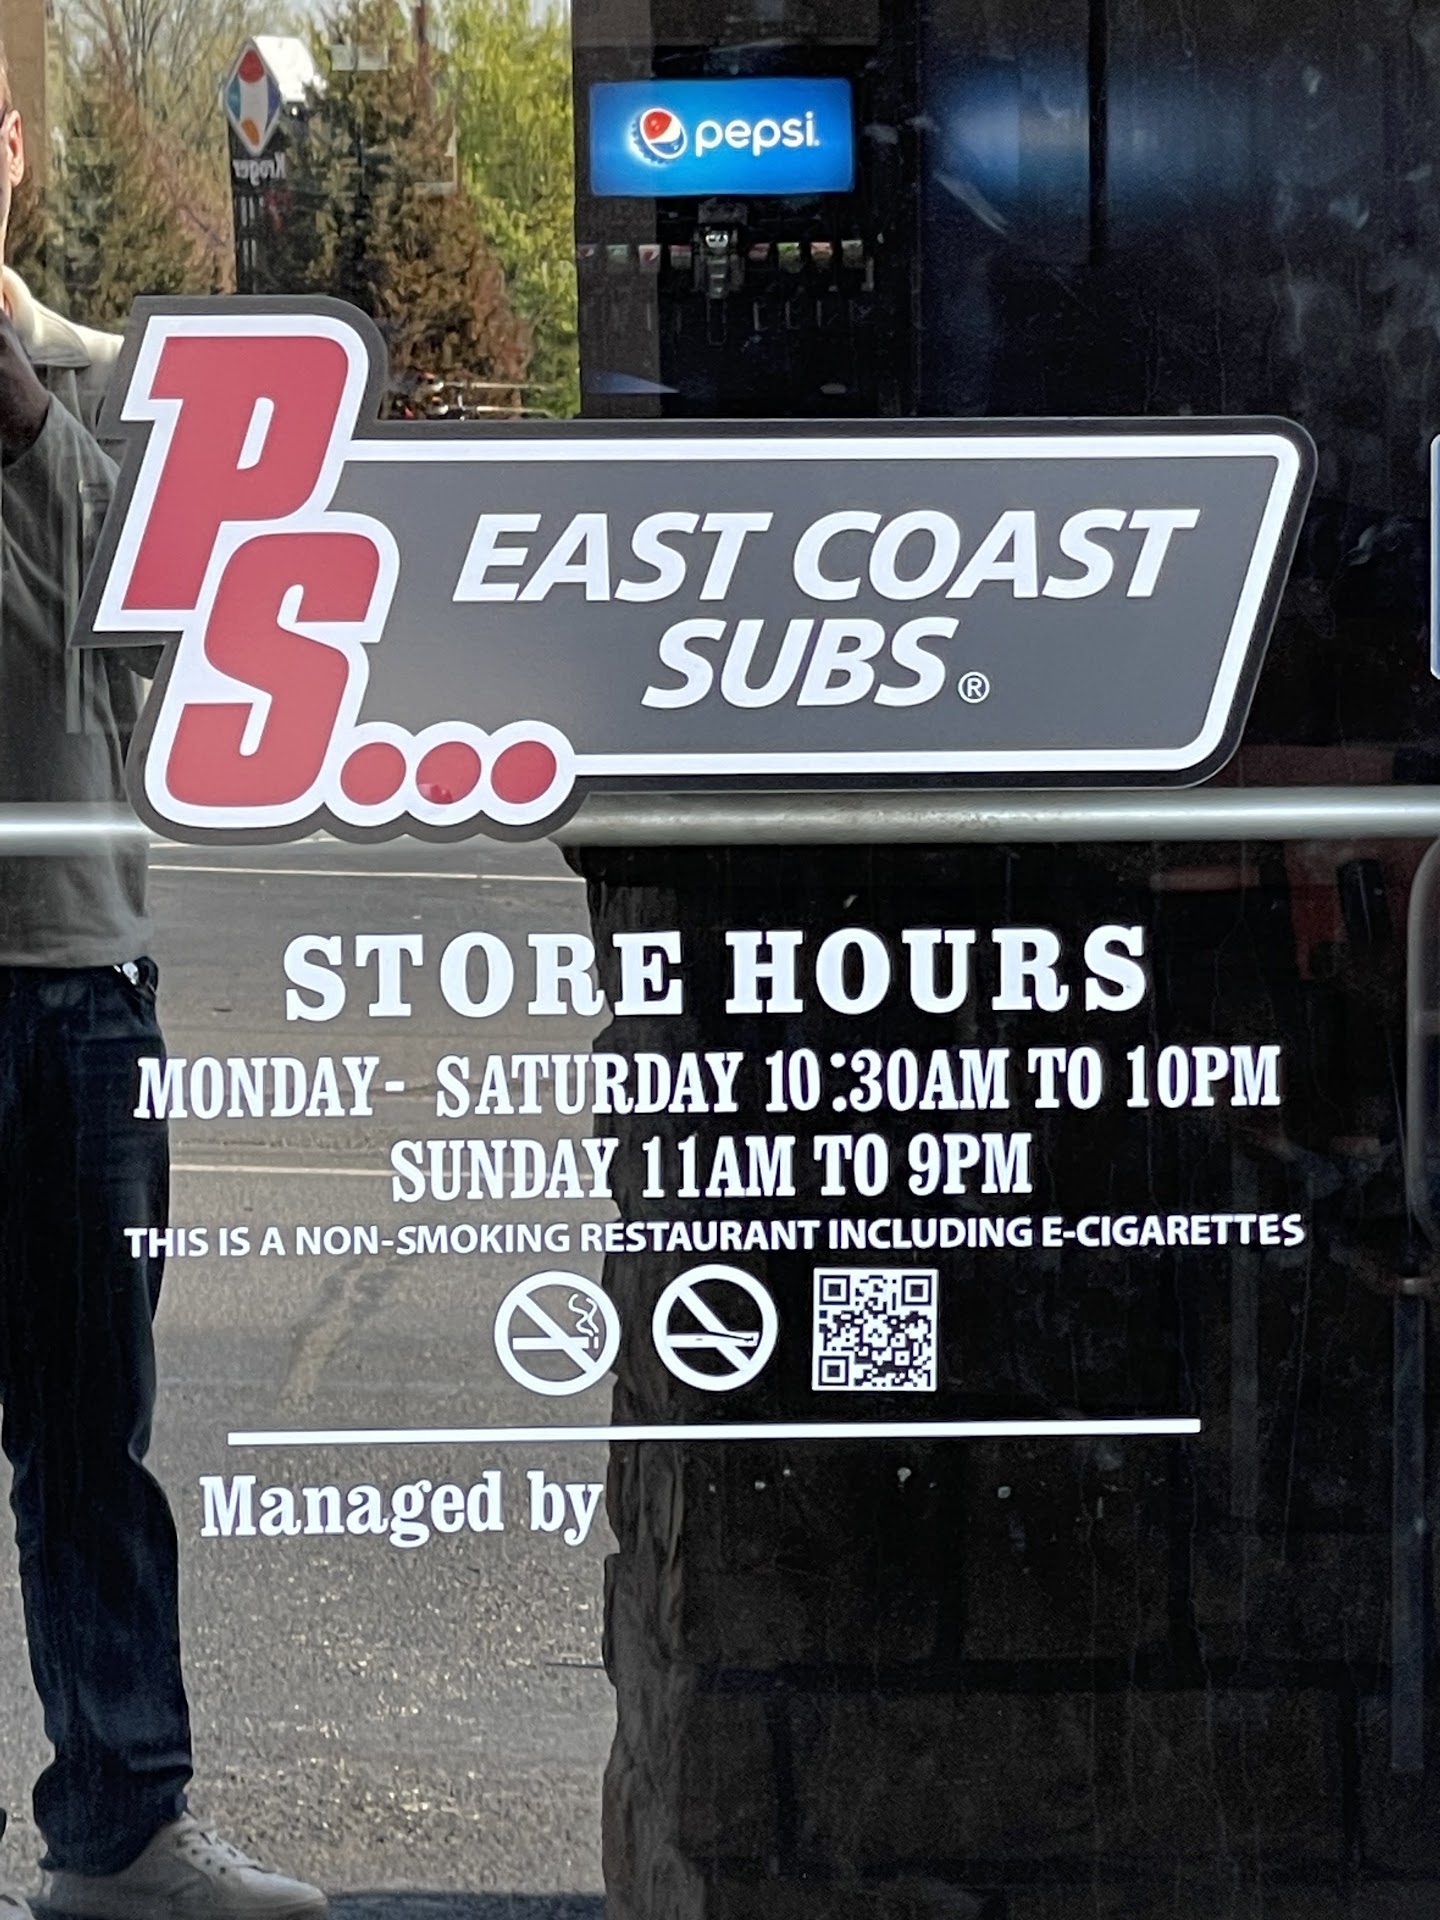 pepsi.
Kroger
PS...
EAST COAST
SUBS®
STORE HOURS
MONDAY- SATURDAY 10:30AM TO 10PM
SUNDAY 11AM TO 9PM
THIS IS A NON-SMOKING RESTAURANT INCLUDING E-CIGARETTES
Managed by